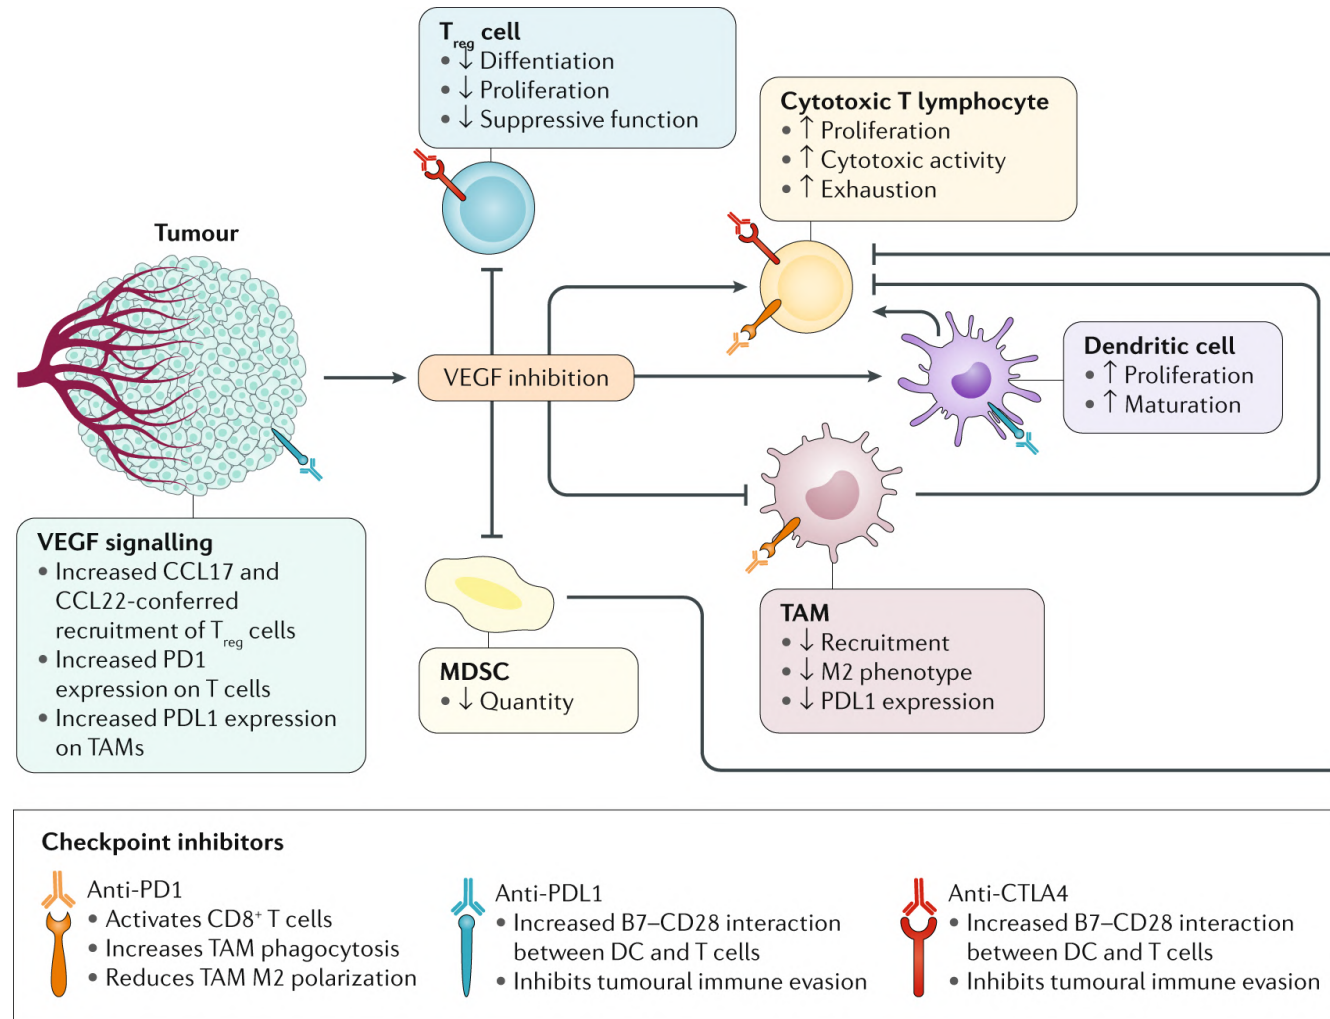 T_reg cell
• ↓ Diffentiation
• ↓ Proliferation
• ↓ Suppressive function
Cytotoxic T lymphocyte
• ↑ Proliferation
• ↑ Cytotoxic activity
• ↑ Exhaustion
Tumour
VEGF inhibition
Dendritic cell
• ↑ Proliferation
• ↑ Maturation
VEGF signalling
• Increased CCL17 and
CCL22-conferred
recruitment of T_reg cells
• Increased PD1
expression on T cells
• Increased PDL1 expression
on TAMs
MDSC
• ↓ Quantity
TAM
• ↓ Recruitment
• ↓ M2 phenotype
• ↓ PDL1 expression
Checkpoint inhibitors
Anti-PD1
• Activates CD8⁺ T cells
• Increases TAM phagocytosis
• Reduces TAM M2 polarization
Anti-PDL1
• Increased B7–CD28 interaction
between DC and T cells
• Inhibits tumoural immune evasion
Anti-CTLA4
• Increased B7–CD28 interaction
between DC and T cells
• Inhibits tumoural immune evasion